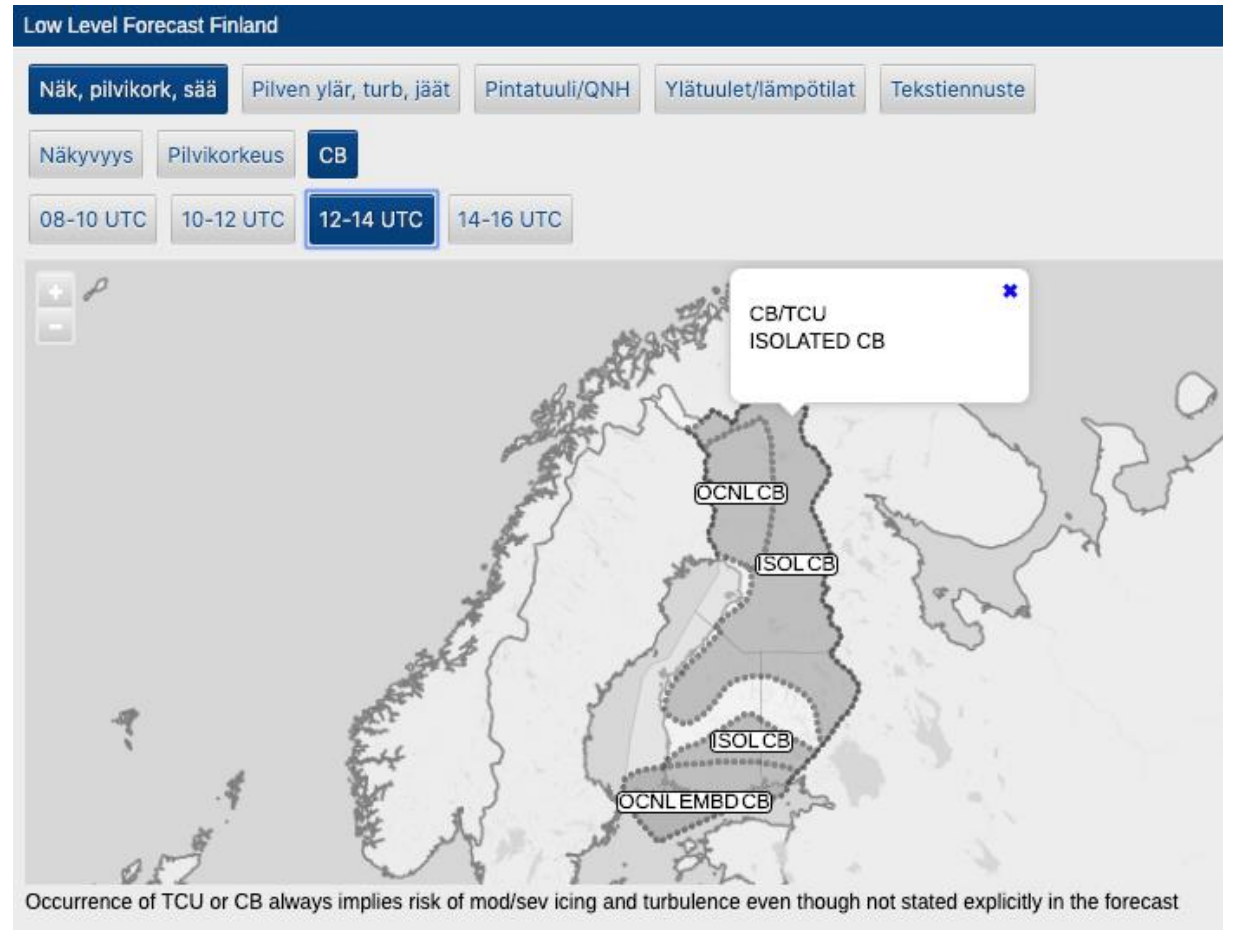 Low Level Forecast Finland
Näk, pilvikork, sää Pilven ylär, turb, jäät Pintatuuli/QNH Ylätuulet/lämpötilat Tekstiennuste
Näkyvyys Pilvikorkeus CB
08-10 UTC 10-12 UTC 12-14 UTC 14-16 UTC
+
−
CB/TCU
ISOLATED CB
OCNL CB
ISOL CB
ISOL CB
OCNL EMBD CB
Occurrence of TCU or CB always implies risk of mod/sev icing and turbulence even though not stated explicitly in the forecast